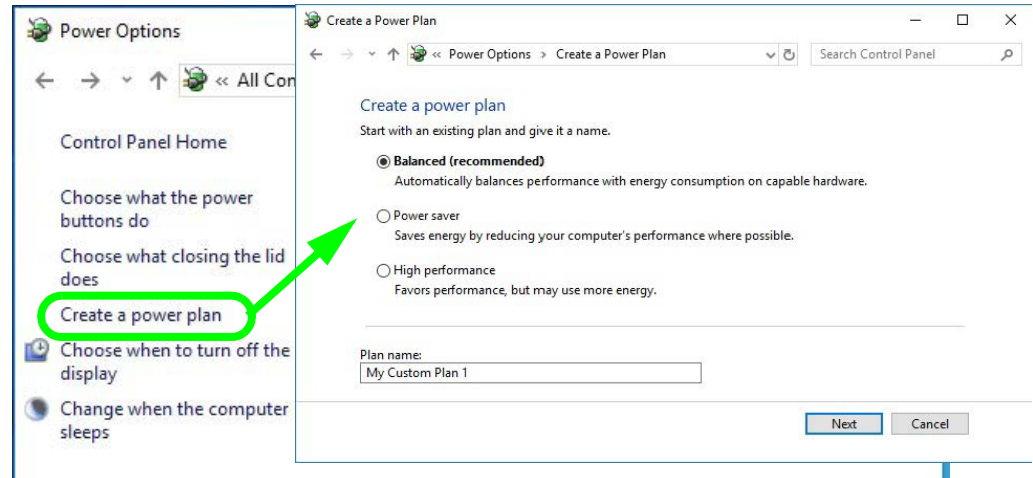 Power Options
« All Con
Control Panel Home
Choose what the power
buttons do
Choose what closing the lid
does
Create a power plan
Choose when to turn off the
display
Change when the computer
sleeps
Create a Power Plan
« Power Options > Create a Power Plan
Search Control Panel
Create a power plan
Start with an existing plan and give it a name.
Balanced (recommended)
Automatically balances performance with energy consumption on capable hardware.
Power saver
Saves energy by reducing your computer's performance where possible.
High performance
Favors performance, but may use more energy.
Plan name:
My Custom Plan 1
Next
Cancel